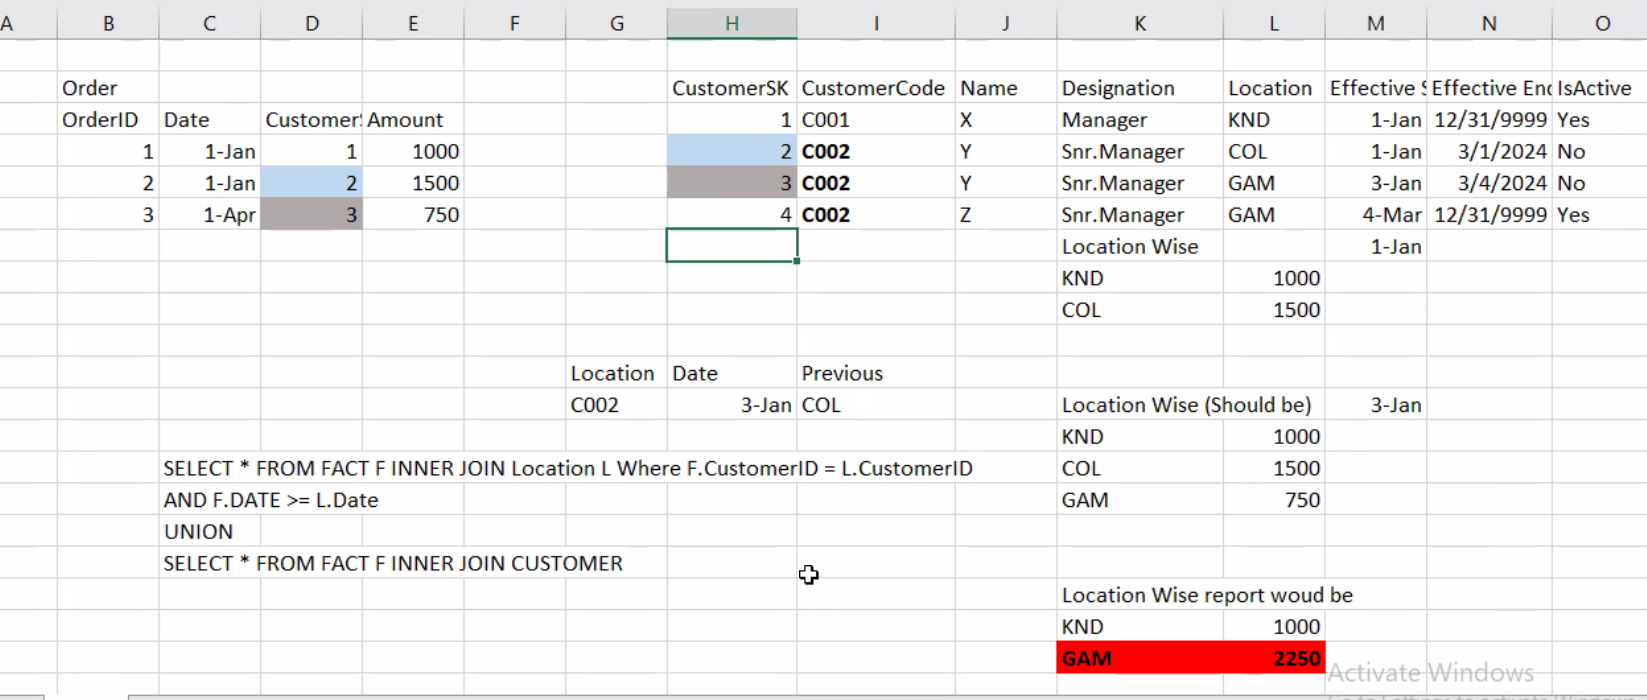 A B C D E F G H I J K L M N O
Order CustomerSK CustomerCode Name Designation Location Effective S Effective End IsActive
OrderID Date CustomerS Amount 1 C001 X Manager KND 1-Jan 12/31/9999 Yes
1 1-Jan 1 1000 2 C002 Y Snr.Manager COL 1-Jan 3/1/2024 No
2 1-Jan 2 1500 3 C002 Y Snr.Manager GAM 3-Jan 3/4/2024 No
3 1-Apr 3 750 4 C002 Z Snr.Manager GAM 4-Mar 12/31/9999 Yes
Location Wise 1-Jan
KND 1000
COL 1500
Location Date Previous
C002 3-Jan COL Location Wise (Should be) 3-Jan
KND 1000
SELECT * FROM FACT F INNER JOIN Location L Where F.CustomerID = L.CustomerID COL 1500
AND F.DATE >= L.Date GAM 750
UNION
SELECT * FROM FACT F INNER JOIN CUSTOMER
Location Wise report woud be
KND 1000
GAM 2250
Activate Windows